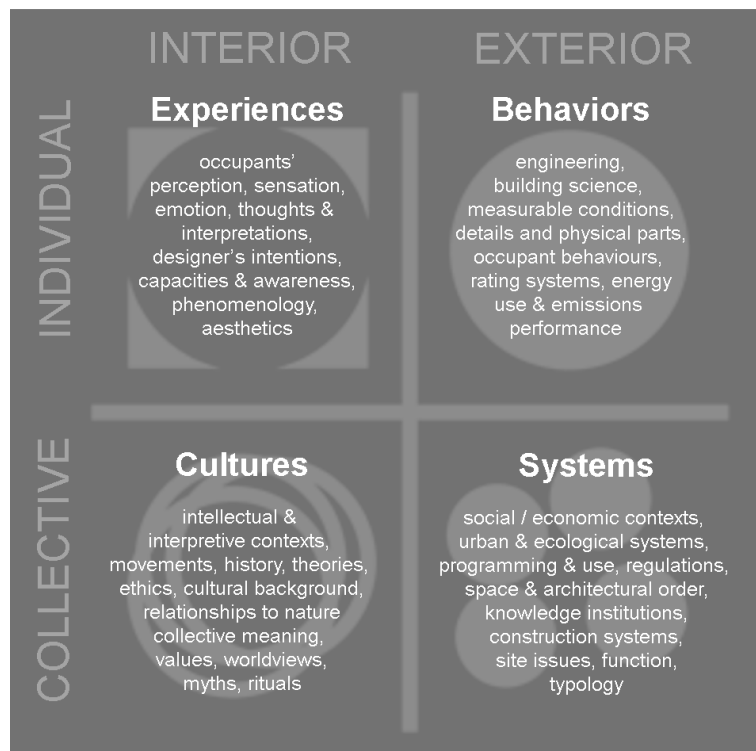 INTERIOR
EXTERIOR
INDIVIDUAL
Experiences
occupants'
perception, sensation,
emotion, thoughts &
interpretations,
designer's intentions,
capacities & awareness,
phenomenology,
aesthetics
Behaviors
engineering,
building science,
measurable conditions,
details and physical parts,
occupant behaviours,
rating systems, energy
use & emissions
performance
COLLECTIVE
Cultures
intellectual &
interpretive contexts,
movements, history, theories,
ethics, cultural background,
relationships to nature
collective meaning,
values, worldviews,
myths, rituals
Systems
social / economic contexts,
urban & ecological systems,
programming & use, regulations,
space & architectural order,
knowledge institutions,
construction systems,
site issues, function,
typology